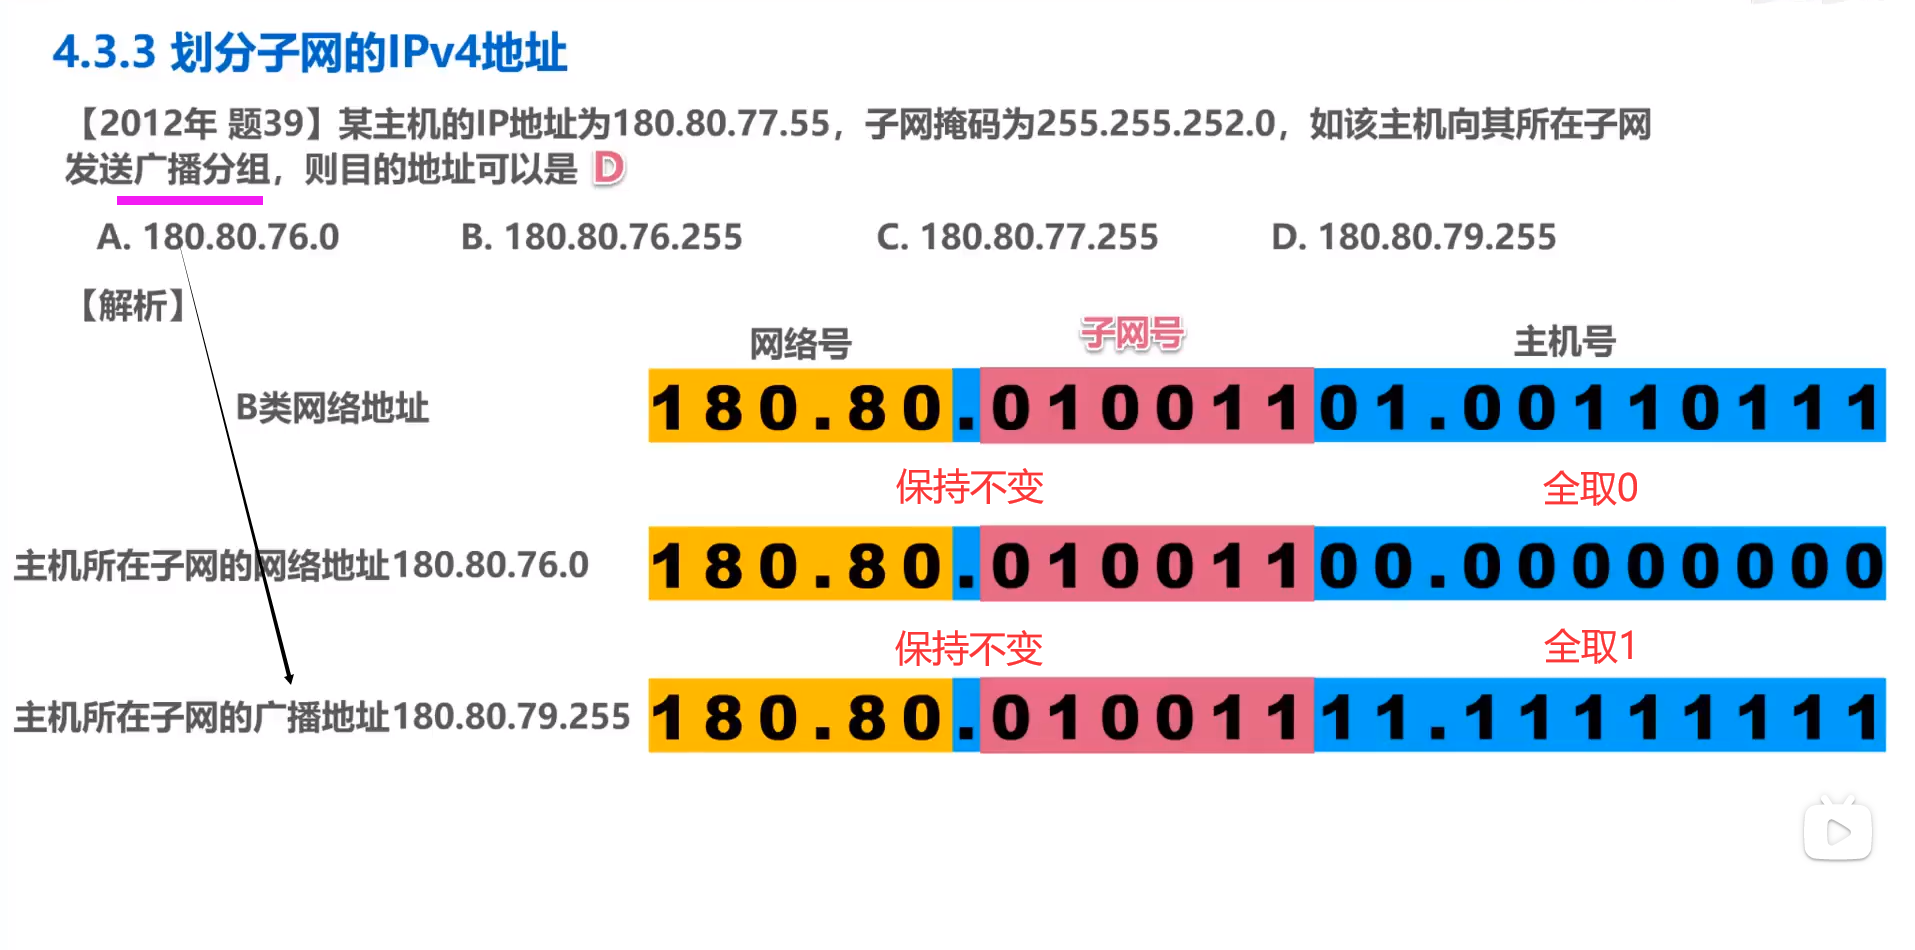 4.3.3 划分子网的IPv4地址
【2012年 题39】某主机的IP地址为180.80.77.55，子网掩码为255.255.252.0，如该主机向其所在子网
发送广播分组，则目的地址可以是 D
A. 180.80.76.0 B. 180.80.76.255 C. 180.80.77.255 D. 180.80.79.255
【解析】
网络号 子网号 主机号
B类网络地址 180.80.01001101.00110111
保持不变 全取0
主机所在子网的网络地址180.80.76.0 180.80.01001100.00000000
保持不变 全取1
主机所在子网的广播地址180.80.79.255 180.80.01001111.11111111